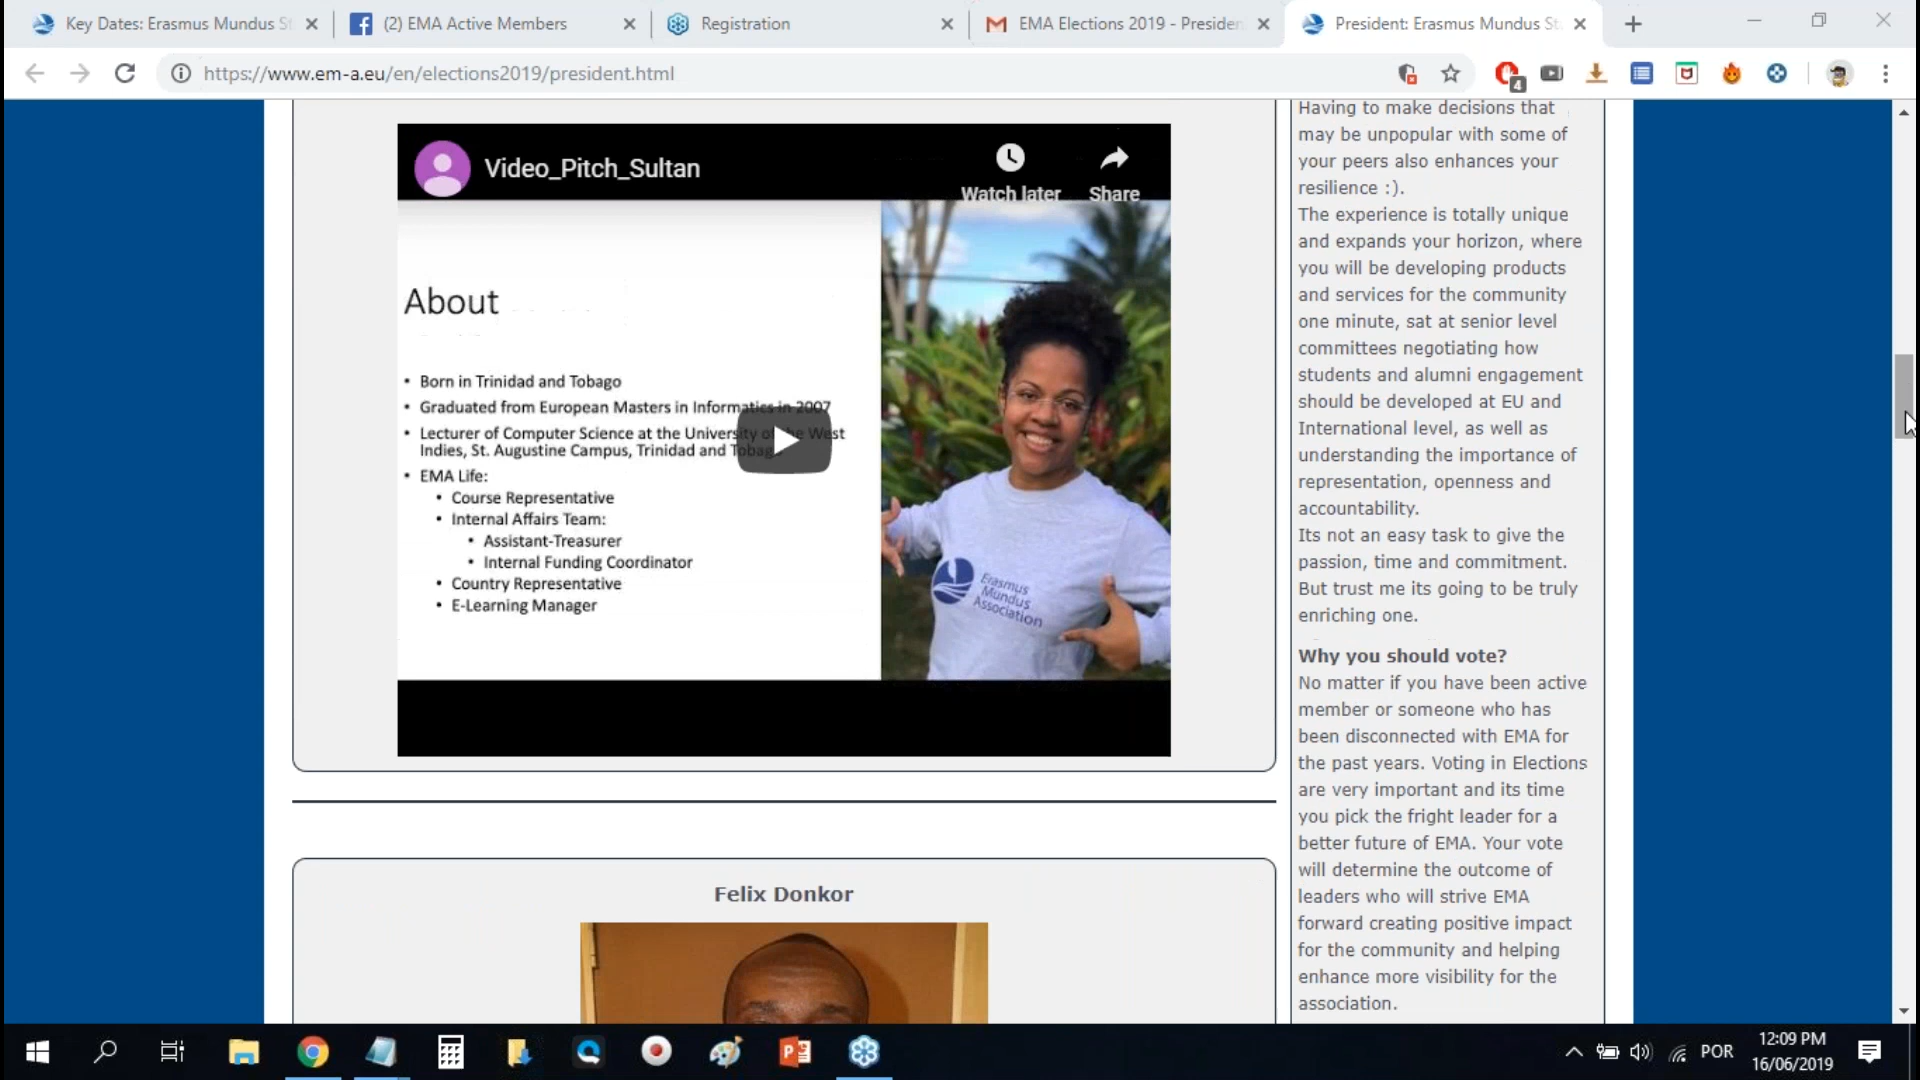 Key Dates: Erasmus Mundus St
(2) EMA Active Members
Registration
EMA Elections 2019 - Presiden
President: Erasmus Mundus St
https://www.em-a.eu/en/elections2019/president.html
4
Video_Pitch_Sultan
Watch later
Share
About
• Born in Trinidad and Tobago
• Graduated from European Masters in Informatics in 2007
• Lecturer of Computer Science at the University of the West
Indies, St. Augustine Campus, Trinidad and Tobago
• EMA Life:
• Course Representative
• Internal Affairs Team:
• Assistant-Treasurer
• Internal Funding Coordinator
• Country Representative
• E-Learning Manager
Erasmus
Mundus
Association
Felix Donkor
Having to make decisions that
may be unpopular with some of
your peers also enhances your
resilience :).
The experience is totally unique
and expands your horizon, where
you will be developing products
and services for the community
one minute, sat at senior level
committees negotiating how
students and alumni engagement
should be developed at EU and
International level, as well as
understanding the importance of
representation, openness and
accountability.
Its not an easy task to give the
passion, time and commitment.
But trust me its going to be truly
enriching one.
Why you should vote?
No matter if you have been active
member or someone who has
been disconnected with EMA for
the past years. Voting in Elections
are very important and its time
you pick the fright leader for a
better future of EMA. Your vote
will determine the outcome of
leaders who will strive EMA
forward creating positive impact
for the community and helping
enhance more visibility for the
association.
POR
12:09 PM
16/06/2019